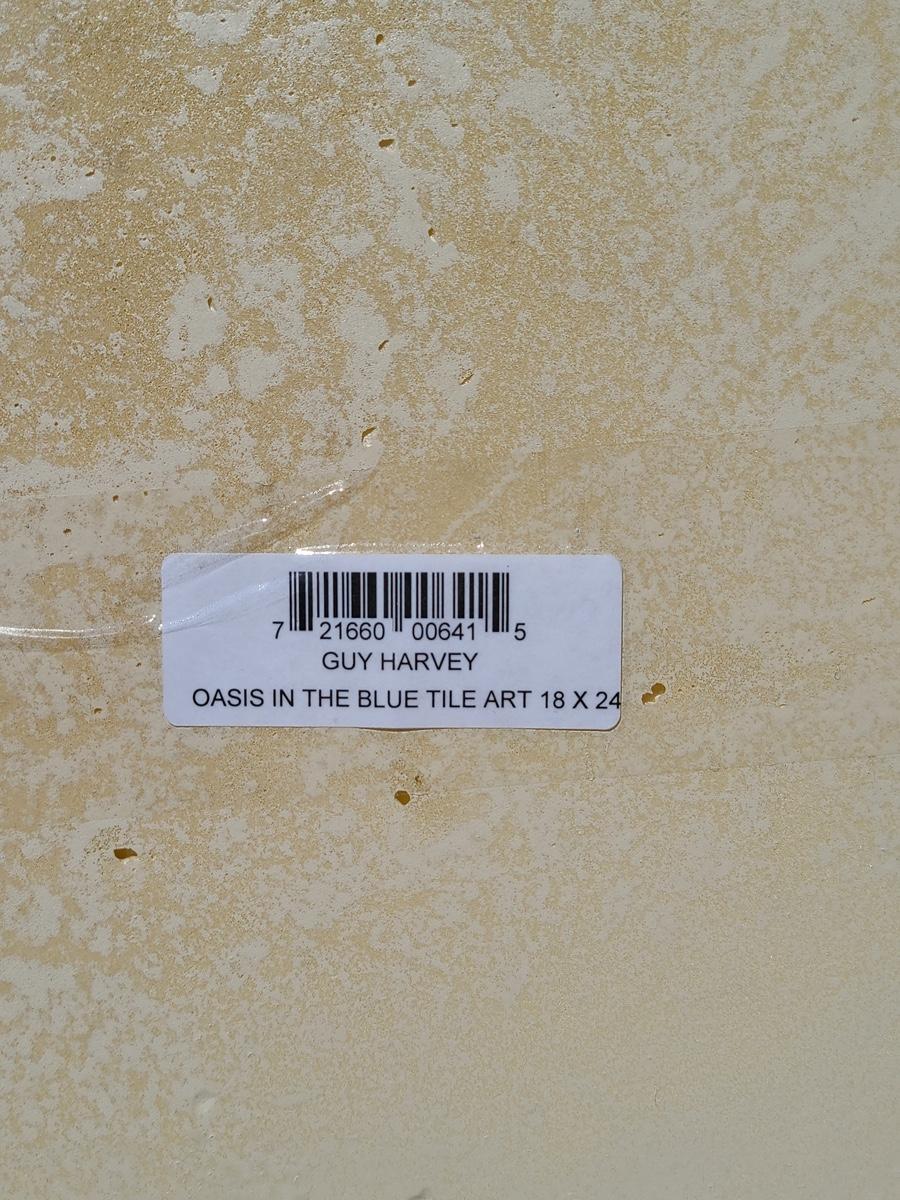 7 21660 00641 5
GUY HARVEY
OASIS IN THE BLUE TILE ART 18 X 24